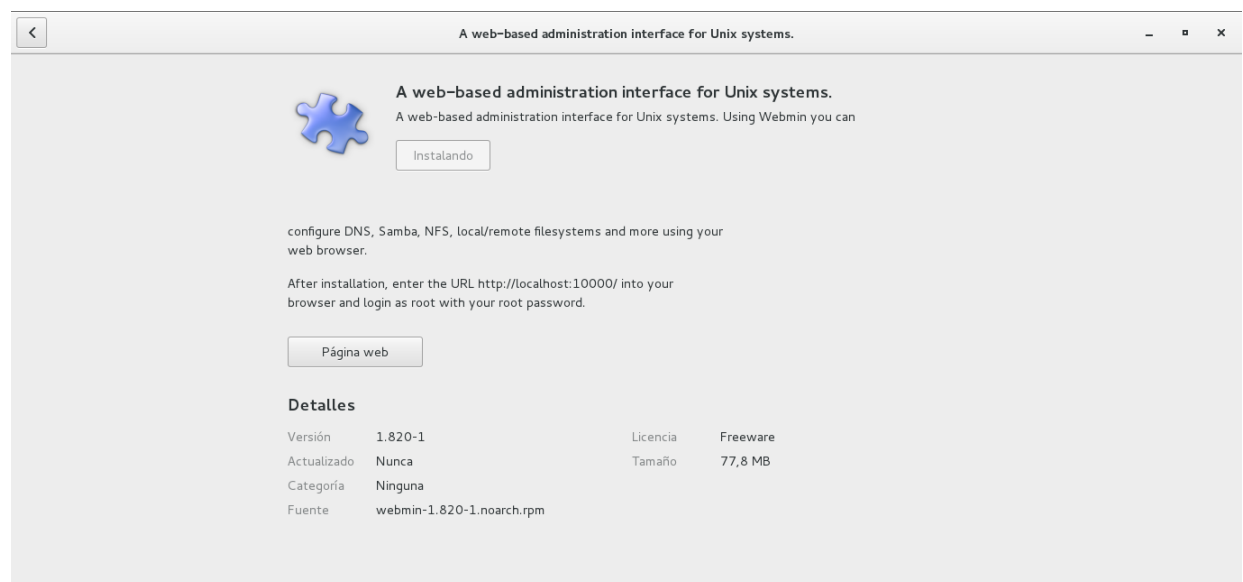 A web-based administration interface for Unix systems.
A web-based administration interface for Unix systems.
A web-based administration interface for Unix systems. Using Webmin you can
Instalando
configure DNS, Samba, NFS, local/remote filesystems and more using your
web browser.
After installation, enter the URL http://localhost:10000/ into your
browser and login as root with your root password.
Página web
Detalles
Versión 1.820-1 Licencia Freeware
Actualizado Nunca Tamaño 77,8 MB
Categoría Ninguna
Fuente webmin-1.820-1.noarch.rpm